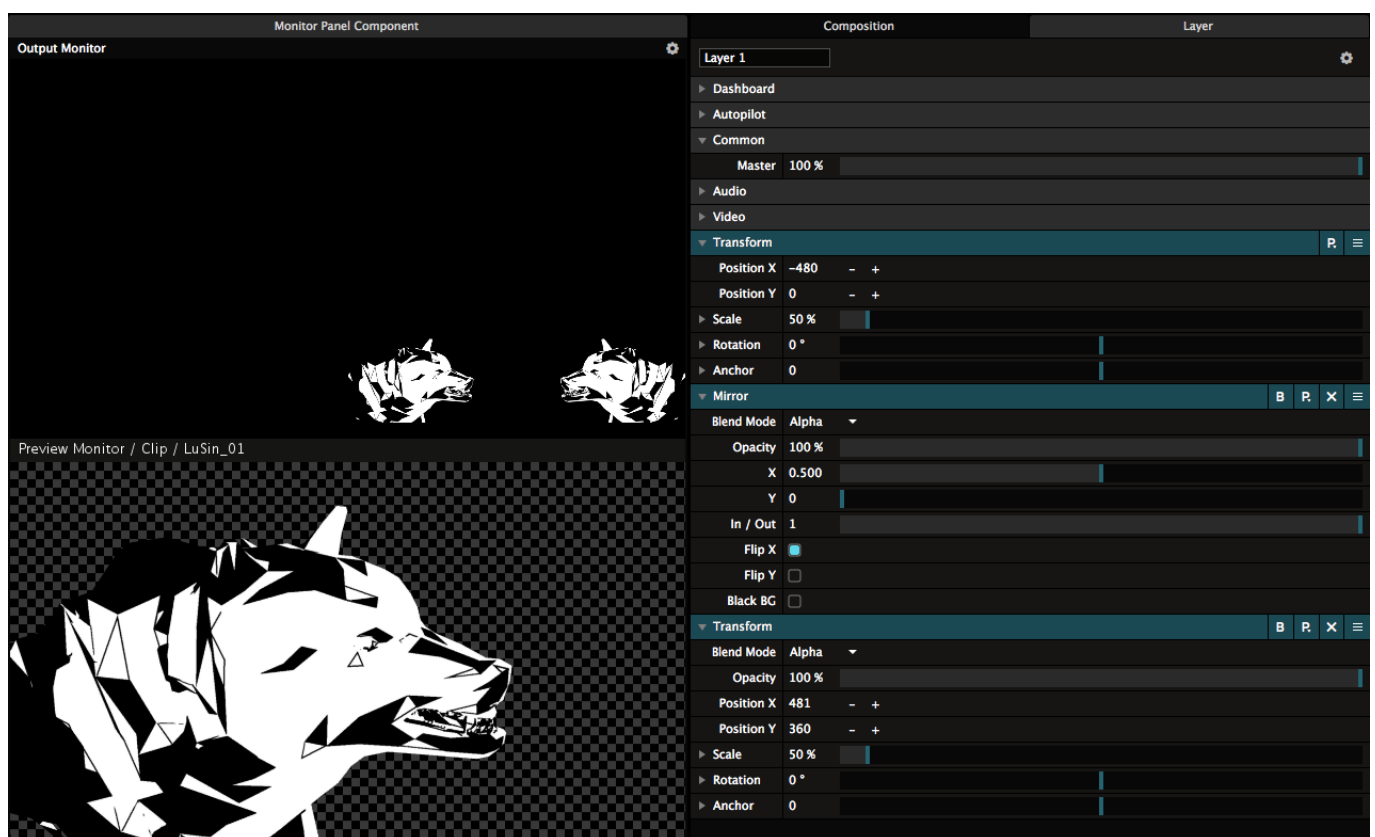 Monitor Panel Component
Output Monitor
Preview Monitor / Clip / LuSin_01
Composition
Layer
Layer 1
Dashboard
Autopilot
Common
Master 100 %
Audio
Video
Transform P.
Position X -480 - +
Position Y 0 - +
Scale 50 %
Rotation 0 °
Anchor 0
Mirror B P. X
Blend Mode Alpha
Opacity 100 %
X 0.500
Y 0
In / Out 1
Flip X
Flip Y
Black BG
Transform B P. X
Blend Mode Alpha
Opacity 100 %
Position X 481 - +
Position Y 360 - +
Scale 50 %
Rotation 0 °
Anchor 0